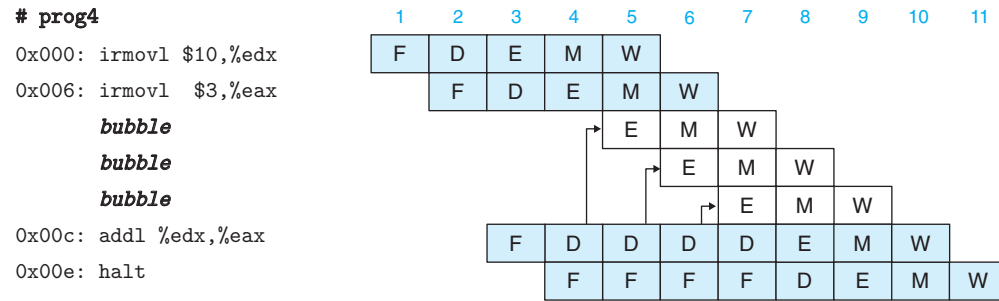 # prog4 1 2 3 4 5 6 7 8 9 10 11
0x000: irmovl $10,%edx F D E M W
0x006: irmovl $3,%eax F D E M W
bubble E M W
bubble E M W
bubble E M W
0x00c: addl %edx,%eax F D D D D E M W
0x00e: halt F F F F D E M W